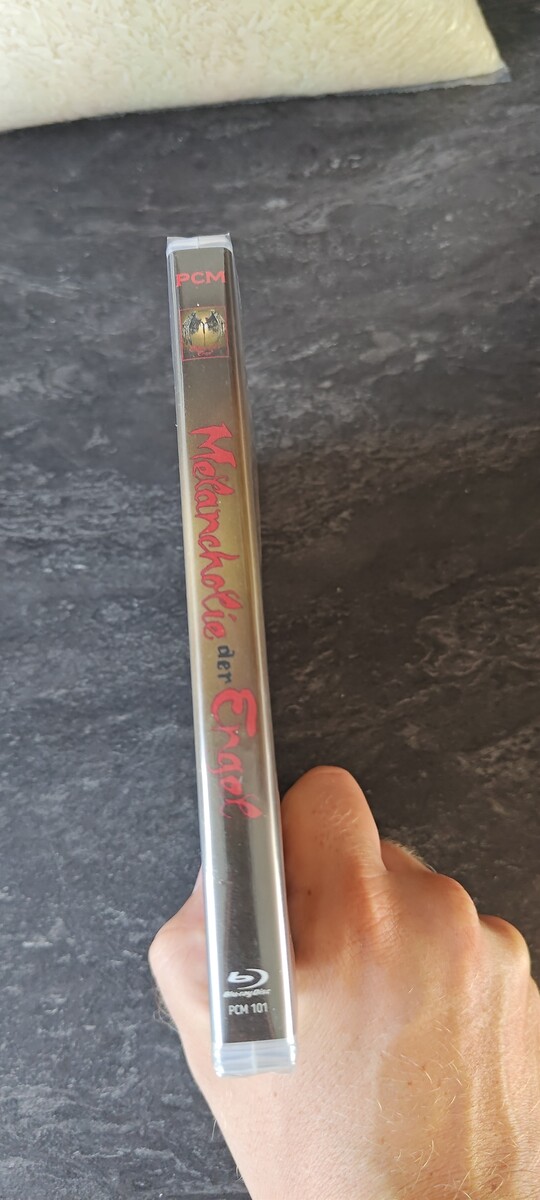 PCM
Melancholie der Engel
Blu-ray Disc
PCM 101